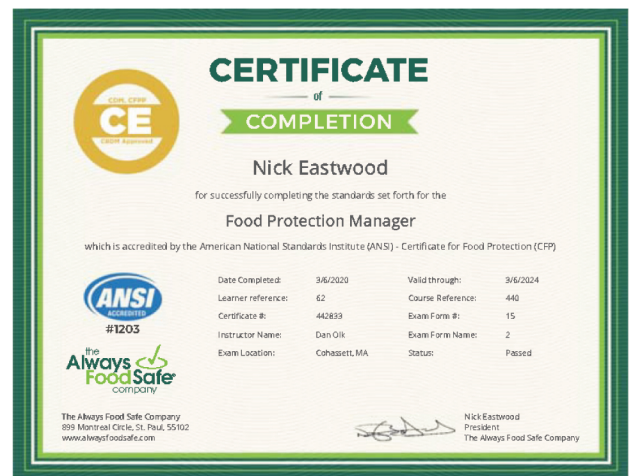 CERTIFICATE
of
COMPLETION
CDM, CFPP
CE
CBDM Approved
Nick Eastwood
for successfully completing the standards set forth for the
Food Protection Manager
which is accredited by the American National Standards Institute (ANSI) - Certificate for Food Protection (CFP)
Date Completed: 3/6/2020 Valid through: 3/6/2024
Learner reference: 62 Course Reference: 440
Certificate #: 442833 Exam Form #: 15
Instructor Name: Dan Olk Exam Form Name: 2
Exam Location: Cohassett, MA Status: Passed
ANSI
ACCREDITED
#1203
the
Always
FoodSafe
company
The Always Food Safe Company
899 Montreal Circle, St. Paul, 55102
www.alwaysfoodsafe.com
Nick Eastwood
President
The Always Food Safe Company